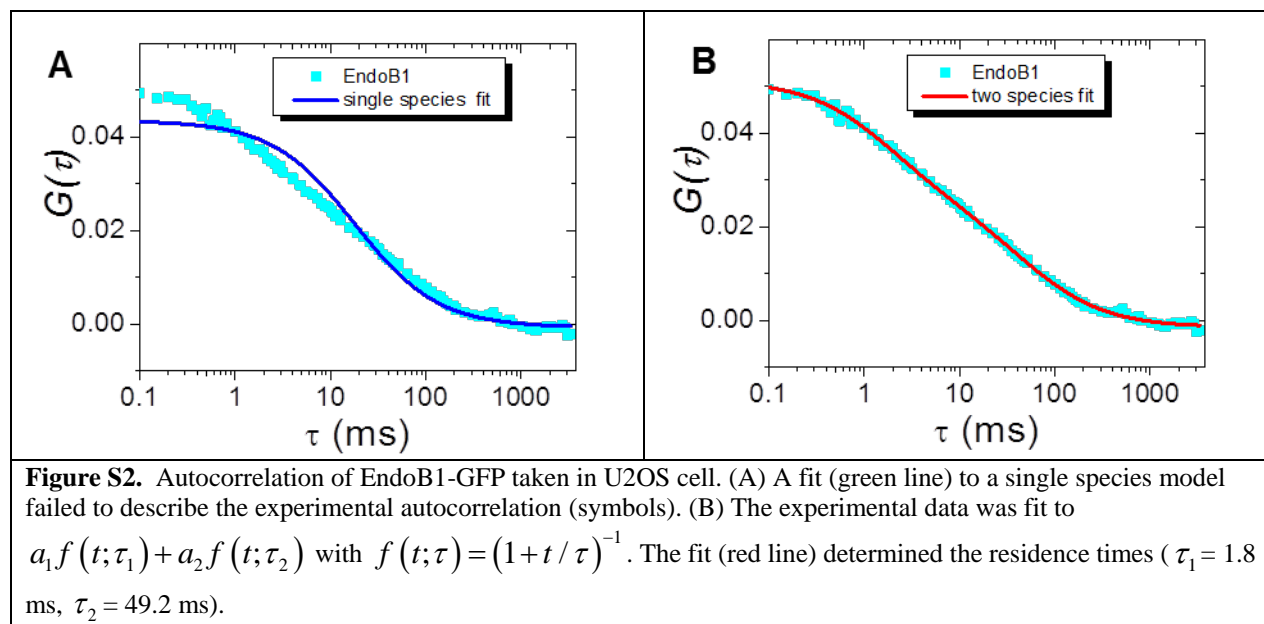 A
EndoB1
single species fit
G(τ)
0.04
0.02
0.00
0.1 1 10 100 1000
τ (ms)
B
EndoB1
two species fit
G(τ)
0.04
0.02
0.00
0.1 1 10 100 1000
τ (ms)
Figure S2. Autocorrelation of EndoB1-GFP taken in U2OS cell. (A) A fit (green line) to a single species model
failed to describe the experimental autocorrelation (symbols). (B) The experimental data was fit to
a₁f(t;τ₁)+a₂f(t;τ₂) with f(t;τ)=(1+t/τ)⁻¹. The fit (red line) determined the residence times ( τ₁ = 1.8
ms, τ₂ = 49.2 ms).